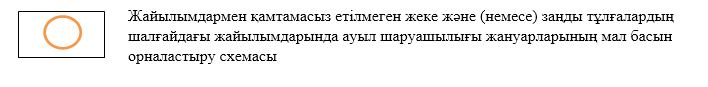 Жайылымдармен қамтамасыз етілмеген жеке және (немесе) заңды тұлғалардың
шалғайдағы жайылымдарында ауыл шаруашылығы жануарларының мал басын
орналастыру схемасы